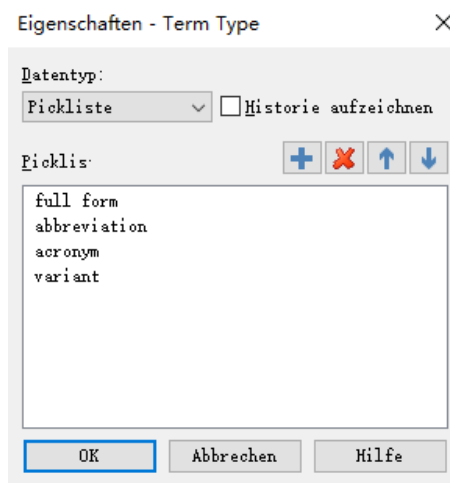 Eigenschaften - Term Type
Datentyp:
Pickliste
Historie aufzeichnen
Picklis
full form
abbreviation
acronym
variant
OK
Abbrechen
Hilfe